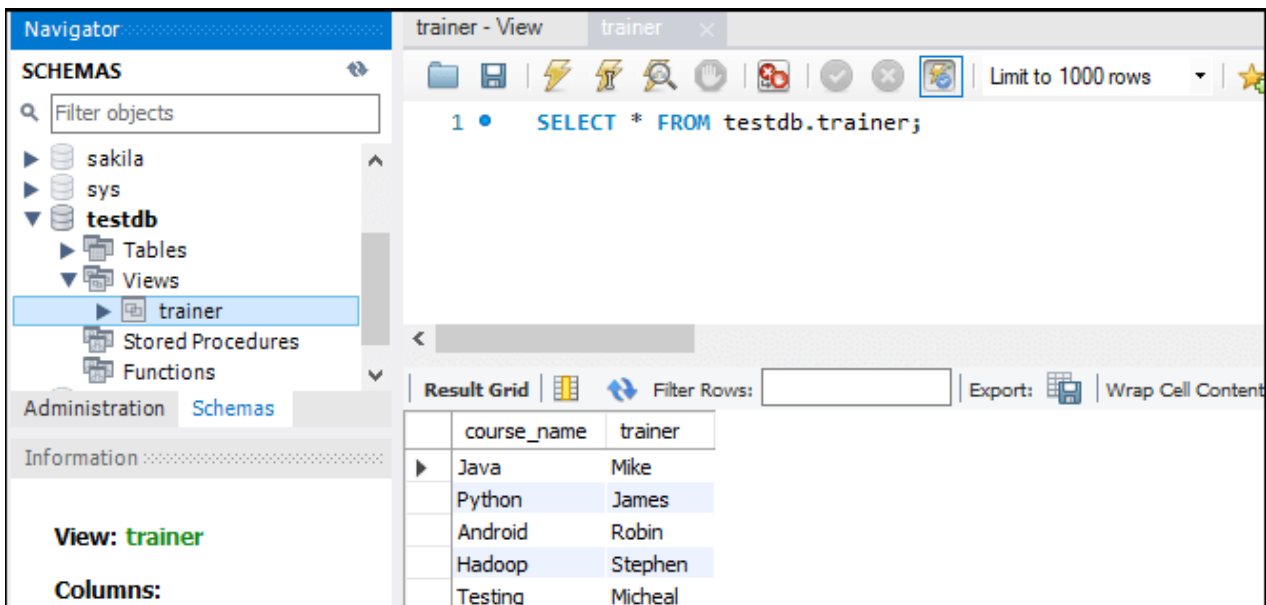 Navigator
SCHEMAS
Filter objects
sakila
sys
testdb
Tables
Views
trainer
Stored Procedures
Functions
Administration Schemas
Information
View: trainer
Columns:
trainer - View trainer
Limit to 1000 rows
1 SELECT * FROM testdb.trainer;
Result Grid Filter Rows: Export: Wrap Cell Content
course_name trainer
Java Mike
Python James
Android Robin
Hadoop Stephen
Testing Micheal